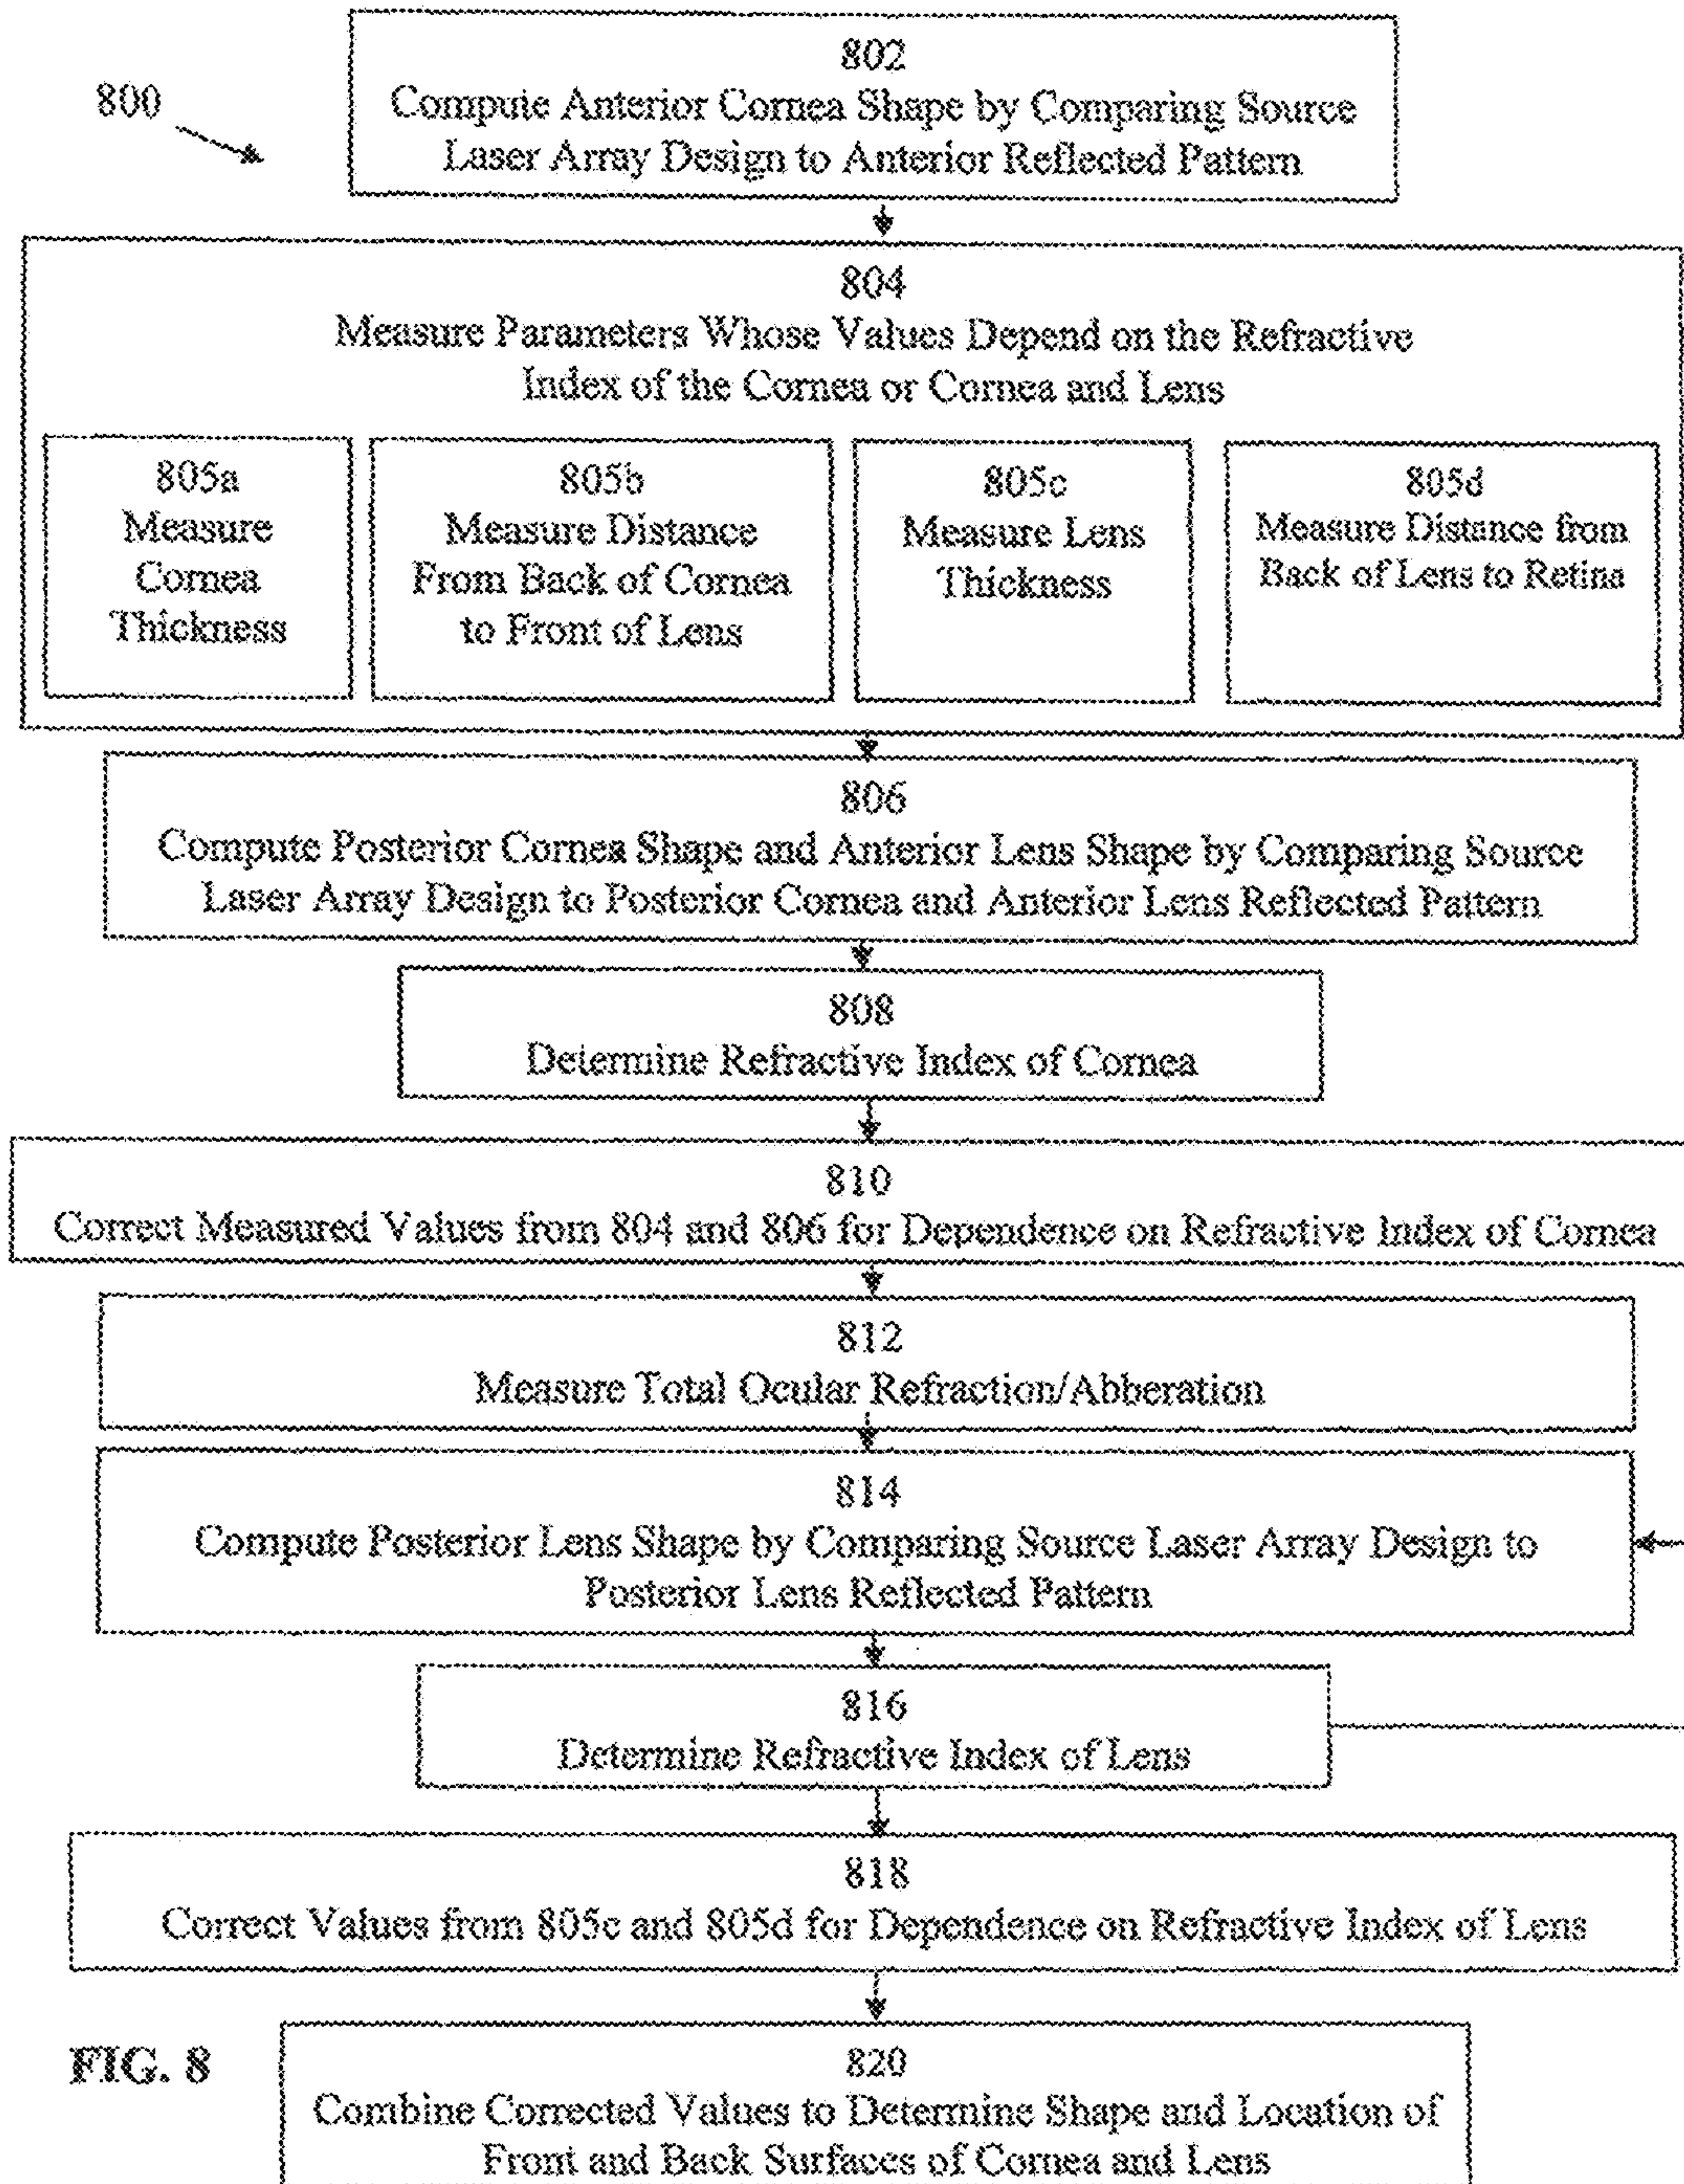 802
Compute Anterior Cornea Shape by Comparing Source
Laser Array Design to Anterior Reflected Pattern
800
804
Measure Parameters Whose Values Depend on the Refractive
Index of the Cornea or Cornea and Lens
805a
Measure
Cornea
Thickness
805b
Measure Distance
From Back of Cornea
to Front of Lens
805c
Measure Lens
Thickness
805d
Measure Distance from
Back of Lens to Retina
806
Compute Posterior Cornea Shape and Anterior Lens Shape by Comparing Source
Laser Array Design to Posterior Cornea and Anterior Lens Reflected Pattern
808
Determine Refractive Index of Cornea
810
Correct Measured Values from 804 and 806 for Dependence on Refractive Index of Cornea
812
Measure Total Ocular Refraction/Abberation
814
Compute Posterior Lens Shape by Comparing Source Laser Array Design to
Posterior Lens Reflected Pattern
816
Determine Refractive Index of Lens
818
Correct Values from 805c and 805d for Dependence on Refractive Index of Lens
FIG. 8
820
Combine Corrected Values to Determine Shape and Location of
Front and Back Surfaces of Cornea and Lens